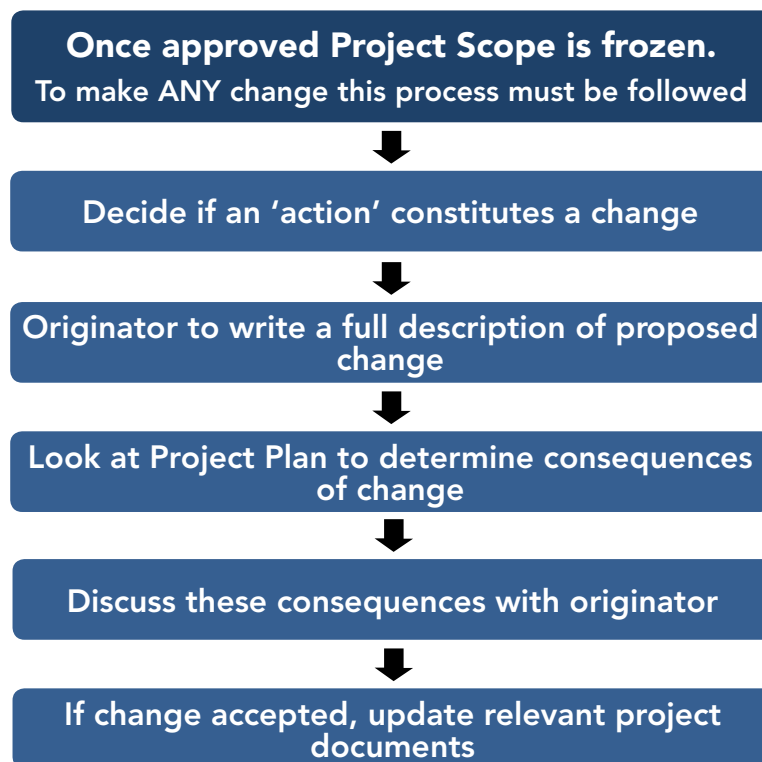 Once approved Project Scope is frozen.
To make ANY change this process must be followed
Decide if an ‘action’ constitutes a change
Originator to write a full description of proposed
change
Look at Project Plan to determine consequences
of change
Discuss these consequences with originator
If change accepted, update relevant project
documents